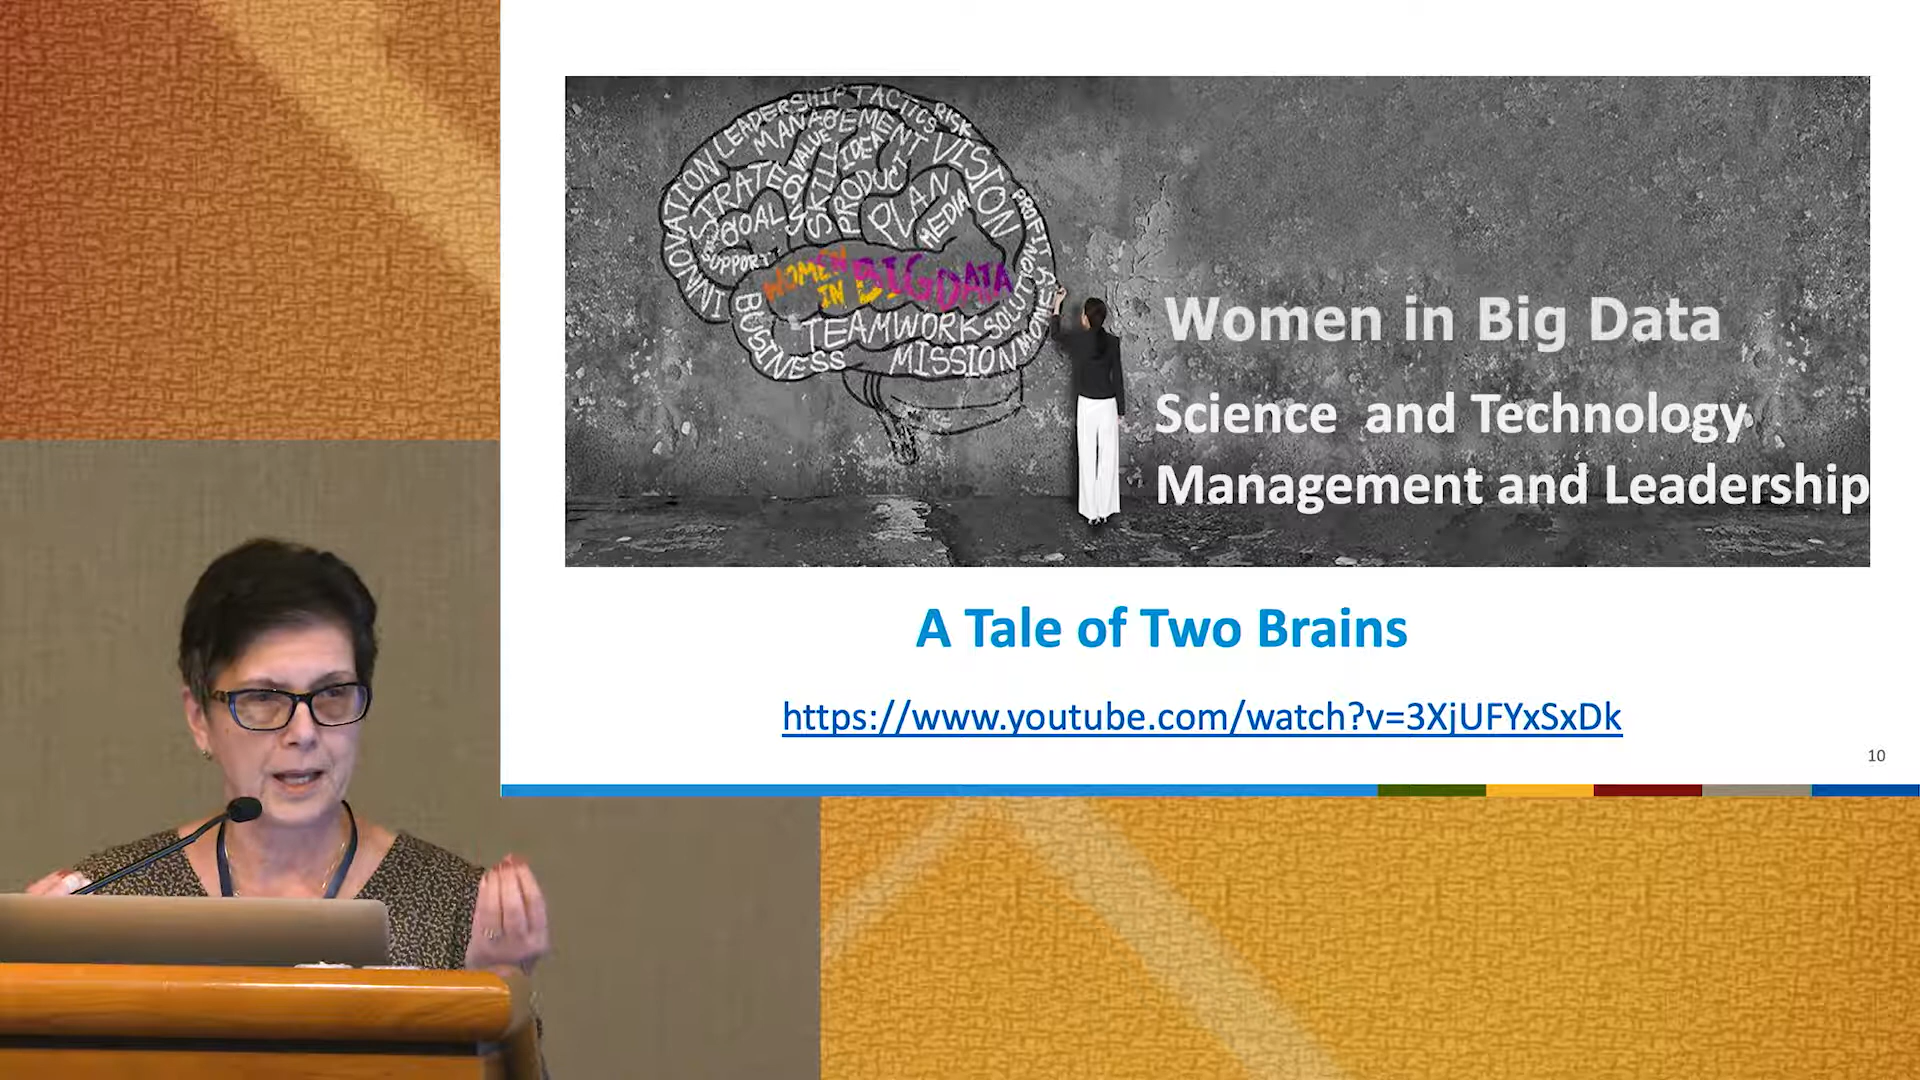 INNOVATION LEADERSHIP TACTICS RISK
MANAGEMENT VISION
STRATEGY VALUE IDEA PROFIT
GOAL SKILL PRODUCT PLAN
SUPPORT MEDIA SOLUTION
WOMEN IN BIG DATA MONEY
BUSINESS TEAMWORK
MISSION
Women in Big Data
Science and Technology
Management and Leadership
A Tale of Two Brains
https://www.youtube.com/watch?v=3XjUFYxSxDk
10